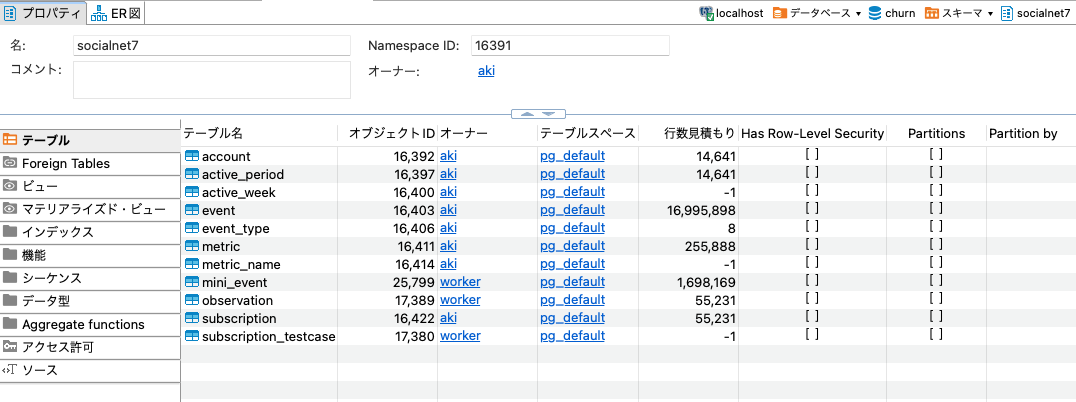 プロパティ ER図 localhost データベース churn スキーマ socialnet7
名: socialnet7 Namespace ID: 16391
コメント: オーナー: aki
テーブル
Foreign Tables
ビュー
マテリアライズド・ビュー
インデックス
機能
シーケンス
データ型
Aggregate functions
アクセス許可
ソース
テーブル名 オブジェクトID オーナー テーブルスペース 行数見積もり Has Row-Level Security Partitions Partition by
account 16,392 aki pg_default 14,641 [ ] [ ]
active_period 16,397 aki pg_default 14,641 [ ] [ ]
active_week 16,400 aki pg_default -1 [ ] [ ]
event 16,403 aki pg_default 16,995,898 [ ] [ ]
event_type 16,406 aki pg_default 8 [ ] [ ]
metric 16,411 aki pg_default 255,888 [ ] [ ]
metric_name 16,414 aki pg_default -1 [ ] [ ]
mini_event 25,799 worker pg_default 1,698,169 [ ] [ ]
observation 17,389 worker pg_default 55,231 [ ] [ ]
subscription 16,422 aki pg_default 55,231 [ ] [ ]
subscription_testcase 17,380 worker pg_default -1 [ ] [ ]